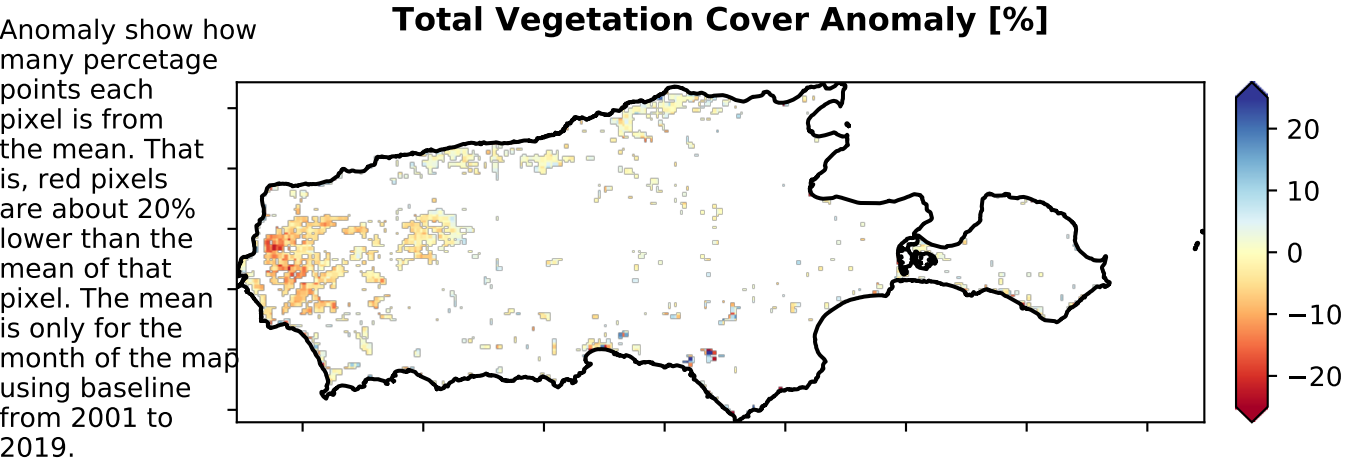 Total Vegetation Cover Anomaly [%]
Anomaly show how
many percetage
points each
pixel is from
the mean. That
is, red pixels
are about 20%
lower than the
mean of that
pixel. The mean
is only for the
month of the map
using baseline
from 2001 to
2019.
20
10
0
−10
−20